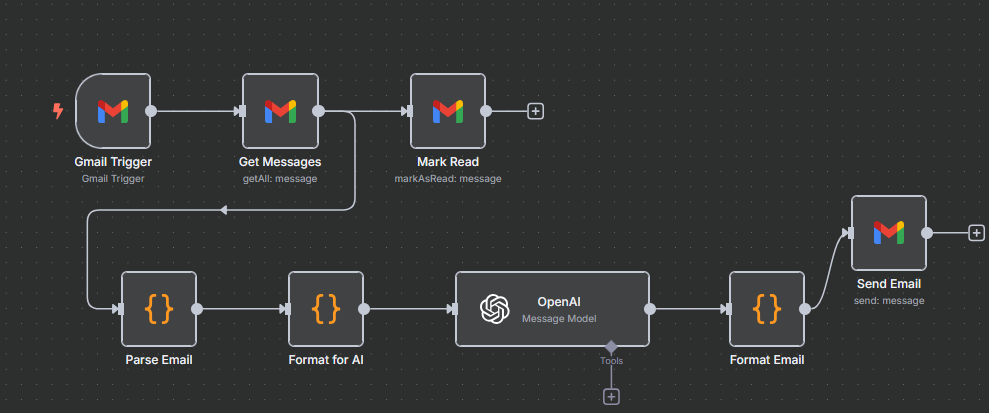 Gmail Trigger
Gmail Trigger
Get Messages
getAll: message
Mark Read
markAsRead: message
Send Email
send: message
Parse Email
Format for AI
OpenAI
Message Model
Tools
Format Email